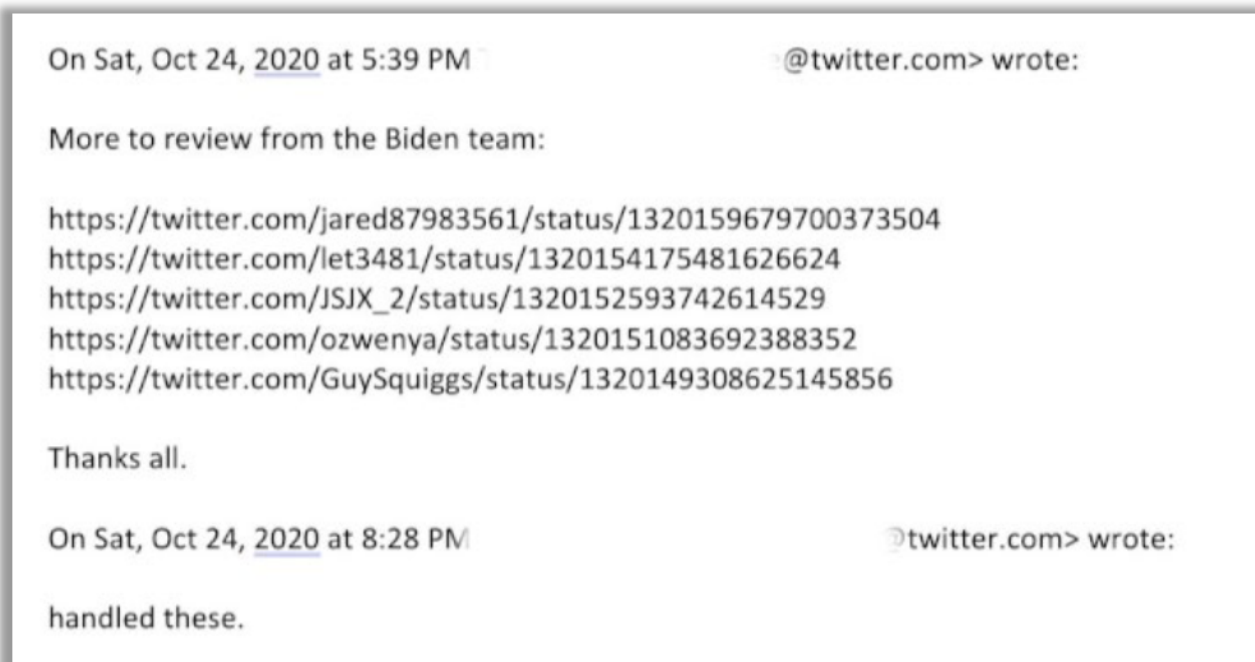 On Sat, Oct 24, 2020 at 5:39 PM @twitter.com> wrote:
More to review from the Biden team:
https://twitter.com/jared87983561/status/1320159679700373504
https://twitter.com/let3481/status/1320154175481626624
https://twitter.com/JSJX_2/status/1320152593742614529
https://twitter.com/ozwenya/status/1320151083692388352
https://twitter.com/GuySquiggs/status/1320149308625145856
Thanks all.
On Sat, Oct 24, 2020 at 8:28 PM @twitter.com> wrote:
handled these.